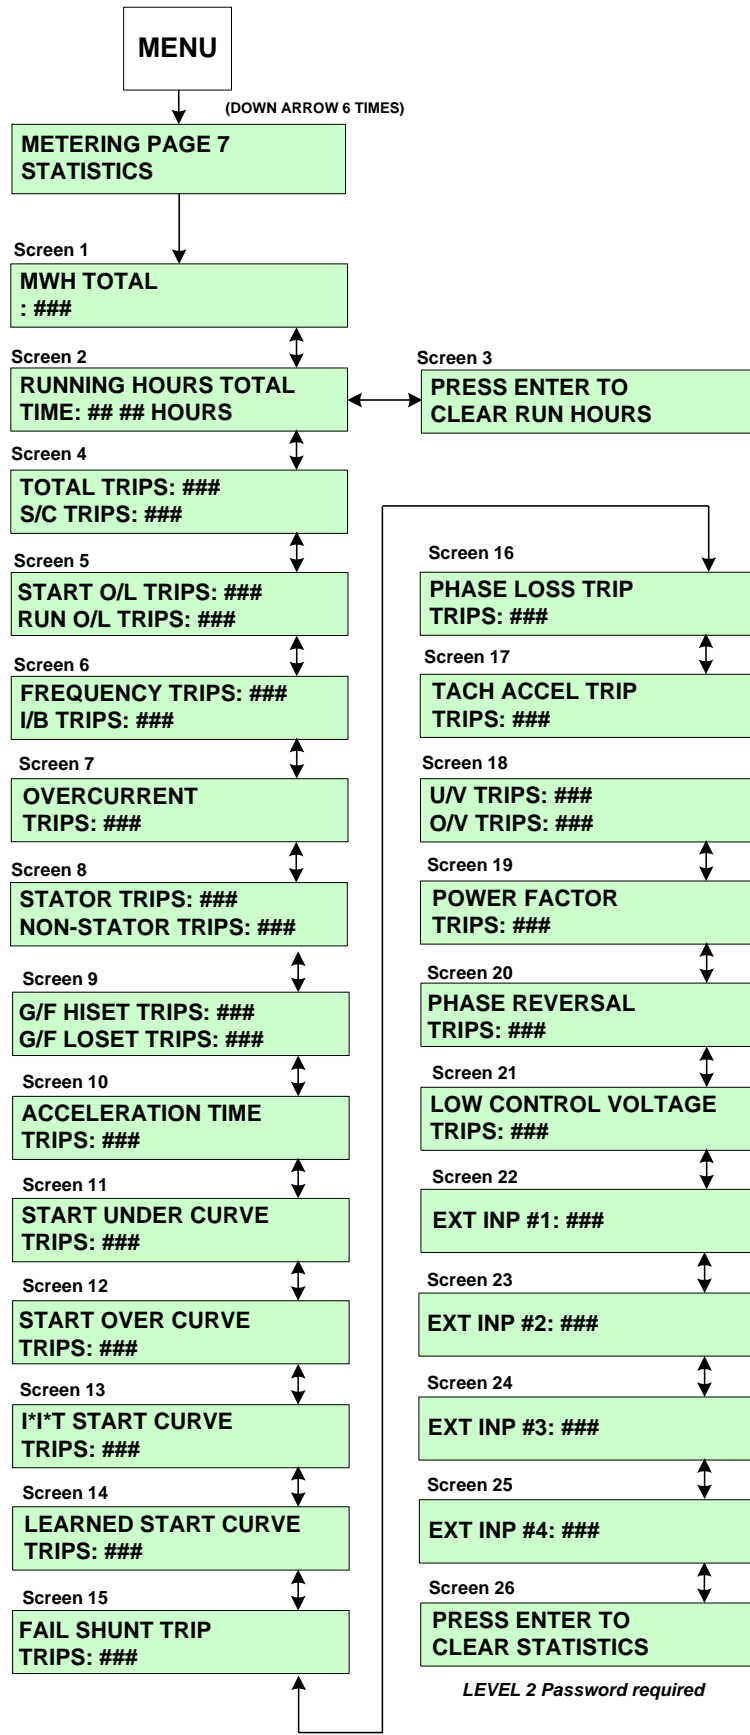 MENU
(DOWN ARROW 6 TIMES)
METERING PAGE 7
STATISTICS
Screen 1
MWH TOTAL
: ###
Screen 2
RUNNING HOURS TOTAL
TIME: ## ## HOURS
Screen 3
PRESS ENTER TO
CLEAR RUN HOURS
Screen 4
TOTAL TRIPS: ###
S/C TRIPS: ###
Screen 5
START O/L TRIPS: ###
RUN O/L TRIPS: ###
Screen 6
FREQUENCY TRIPS: ###
I/B TRIPS: ###
Screen 7
OVERCURRENT
TRIPS: ###
Screen 8
STATOR TRIPS: ###
NON-STATOR TRIPS: ###
Screen 9
G/F HISET TRIPS: ###
G/F LOSET TRIPS: ###
Screen 10
ACCELERATION TIME
TRIPS: ###
Screen 11
START UNDER CURVE
TRIPS: ###
Screen 12
START OVER CURVE
TRIPS: ###
Screen 13
I*I*T START CURVE
TRIPS: ###
Screen 14
LEARNED START CURVE
TRIPS: ###
Screen 15
FAIL SHUNT TRIP
TRIPS: ###
Screen 16
PHASE LOSS TRIP
TRIPS: ###
Screen 17
TACH ACCEL TRIP
TRIPS: ###
Screen 18
U/V TRIPS: ###
O/V TRIPS: ###
Screen 19
POWER FACTOR
TRIPS: ###
Screen 20
PHASE REVERSAL
TRIPS: ###
Screen 21
LOW CONTROL VOLTAGE
TRIPS: ###
Screen 22
EXT INP #1: ###
Screen 23
EXT INP #2: ###
Screen 24
EXT INP #3: ###
Screen 25
EXT INP #4: ###
Screen 26
PRESS ENTER TO
CLEAR STATISTICS
LEVEL 2 Password required